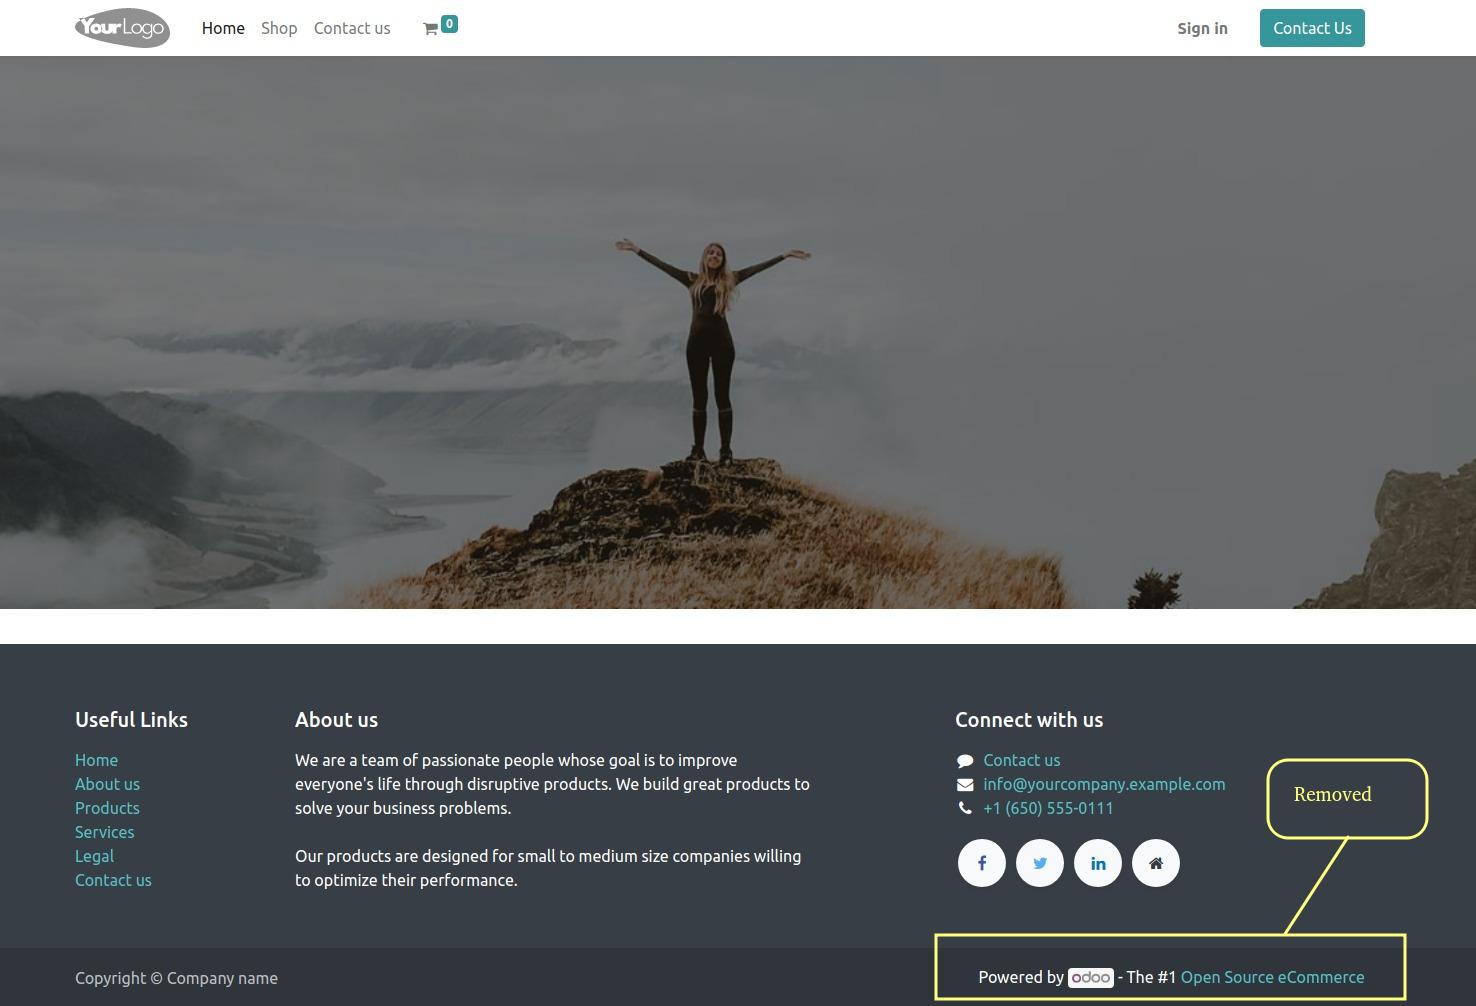 YourLogo
Home Shop Contact us 0 Sign in Contact Us
Useful Links
Home
About us
Products
Services
Legal
Contact us
About us
We are a team of passionate people whose goal is to improve
everyone's life through disruptive products. We build great products to
solve your business problems.
Our products are designed for small to medium size companies willing
to optimize their performance.
Connect with us
Contact us
info@yourcompany.example.com
+1 (650) 555-0111
Removed
Copyright © Company name
Powered by odoo - The #1 Open Source eCommerce